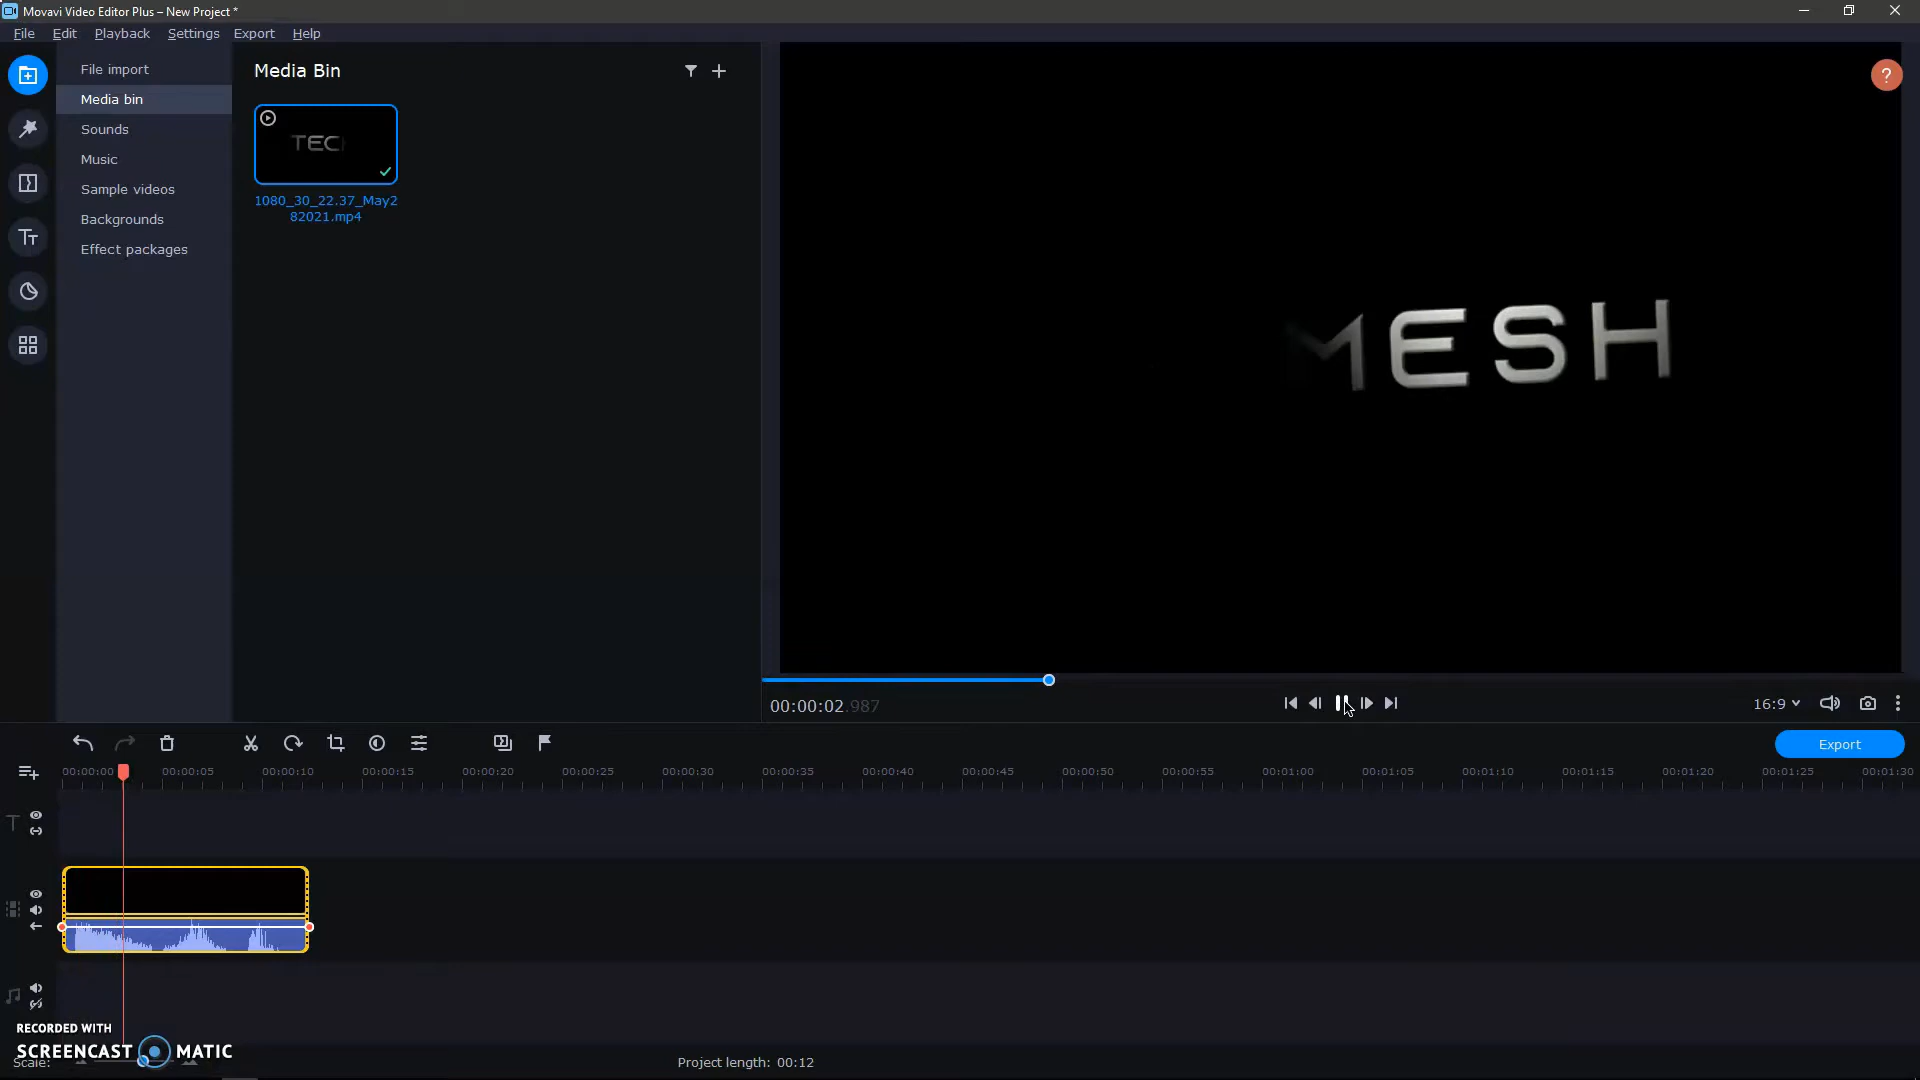 Movavi Video Editor Plus – New Project *
File Edit Playback Settings Export Help
File import
Media bin
Sounds
Music
Sample videos
Backgrounds
Effect packages
Media Bin
TEC
1080_30_22.37_May2
82021.mp4
?
MESH
00:00:02.987
16:9
Export
00:00:00 00:00:05 00:00:10 00:00:15 00:00:20 00:00:25 00:00:30 00:00:35 00:00:40 00:00:45 00:00:50 00:00:55 00:01:00 00:01:05 00:01:10 00:01:15 00:01:20 00:01:25 00:01:30
RECORDED WITH
SCREENCAST MATIC
Scale:
Project length: 00:12